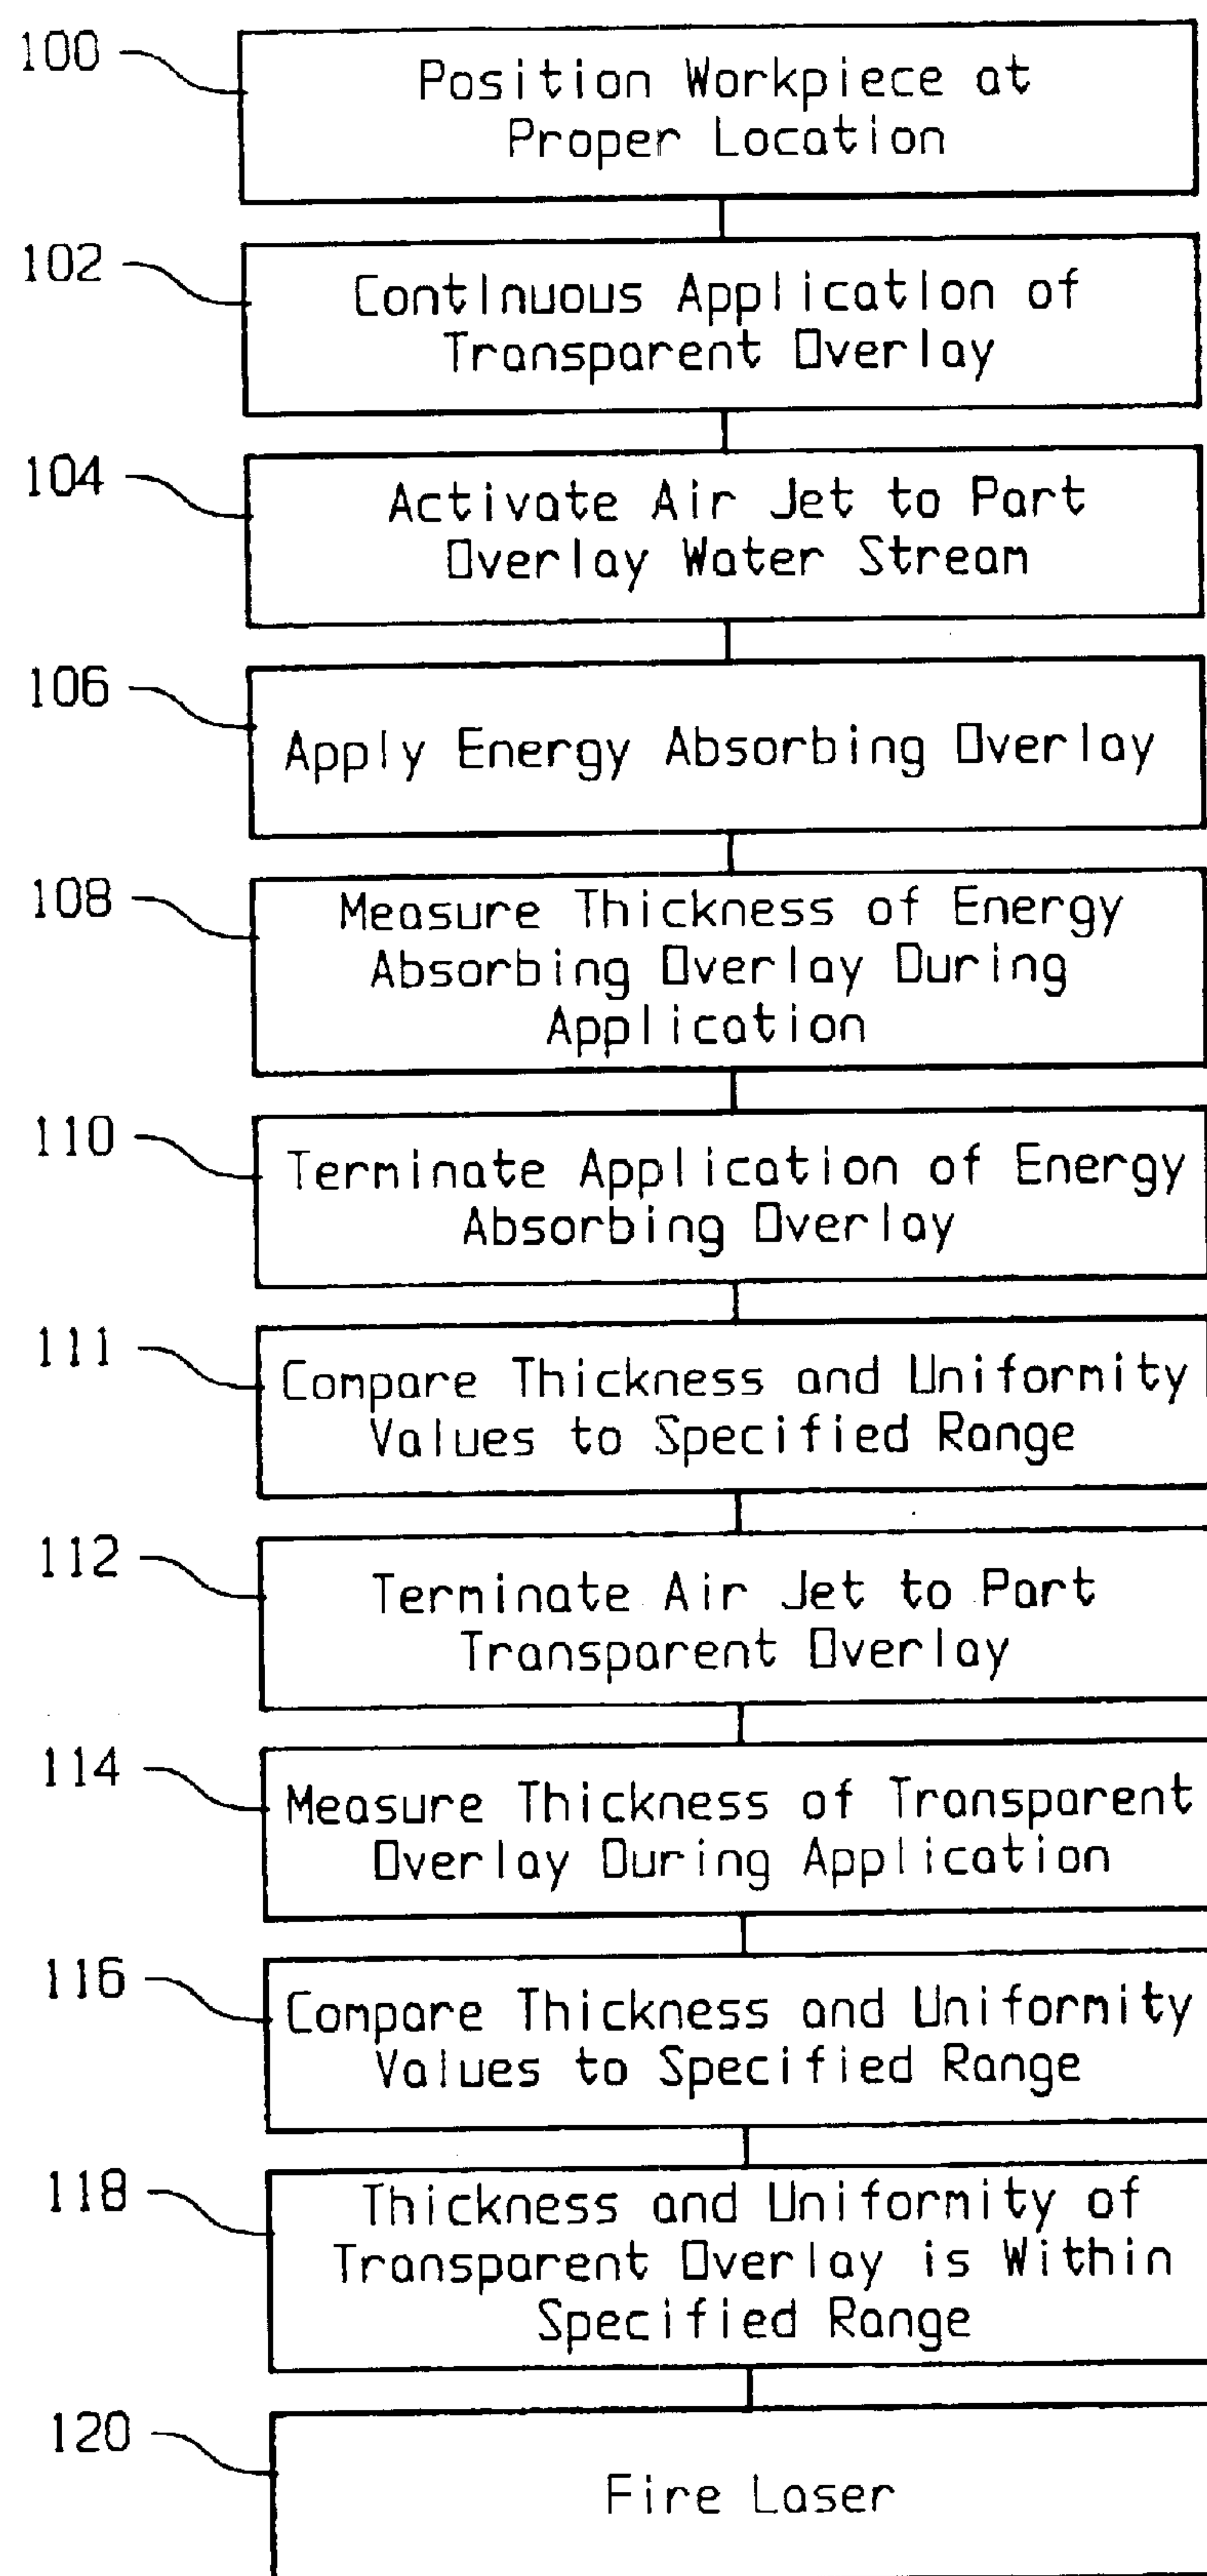 100
Position Workpiece at
Proper Location
102
Continuous Application of
Transparent Overlay
104
Activate Air Jet to Part
Overlay Water Stream
106
Apply Energy Absorbing Overlay
108
Measure Thickness of Energy
Absorbing Overlay During
Application
110
Terminate Application of Energy
Absorbing Overlay
111
Compare Thickness and Uniformity
Values to Specified Range
112
Terminate Air Jet to Part
Transparent Overlay
114
Measure Thickness of Transparent
Overlay During Application
116
Compare Thickness and Uniformity
Values to Specified Range
118
Thickness and Uniformity of
Transparent Overlay is Within
Specified Range
120
Fire Laser